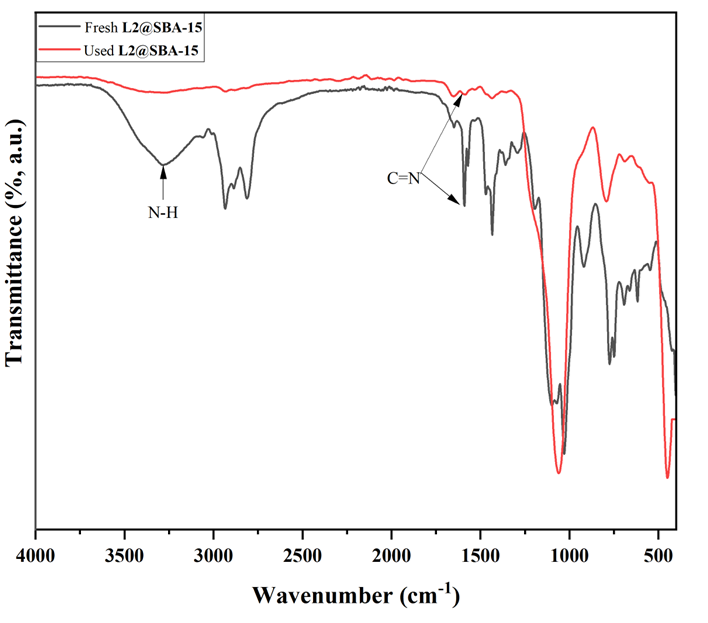 Fresh L2@SBA-15
Used L2@SBA-15
C=N
N-H
Transmittance (%, a.u.)
4000 3500 3000 2500 2000 1500 1000 500
Wavenumber (cm-1)